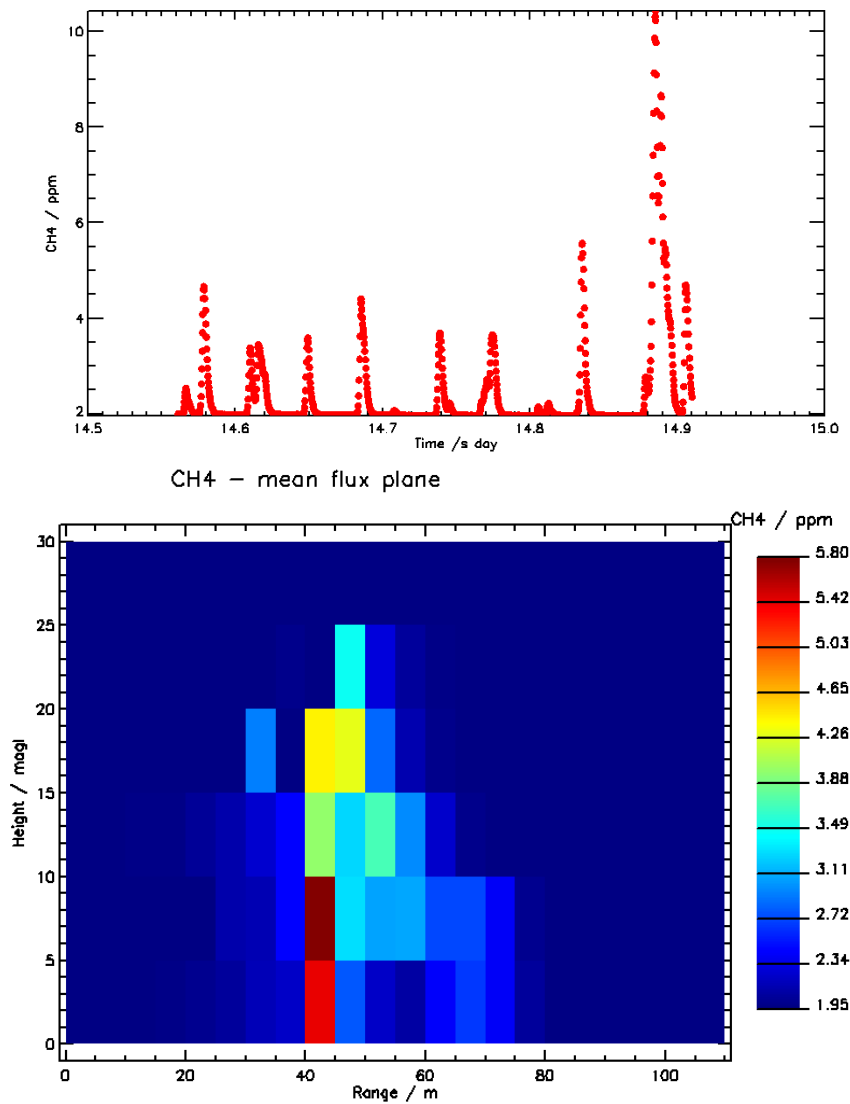 10
8
6
4
2
CH4 / ppm
14.5 14.6 14.7 14.8 14.9 15.0
Time /s day
CH4 – mean flux plane
CH4 / ppm
30
25
20
15
10
5
0
Height / magl
0 20 40 60 80 100
Range / m
5.80
5.42
5.03
4.65
4.26
3.88
3.49
3.11
2.72
2.34
1.95